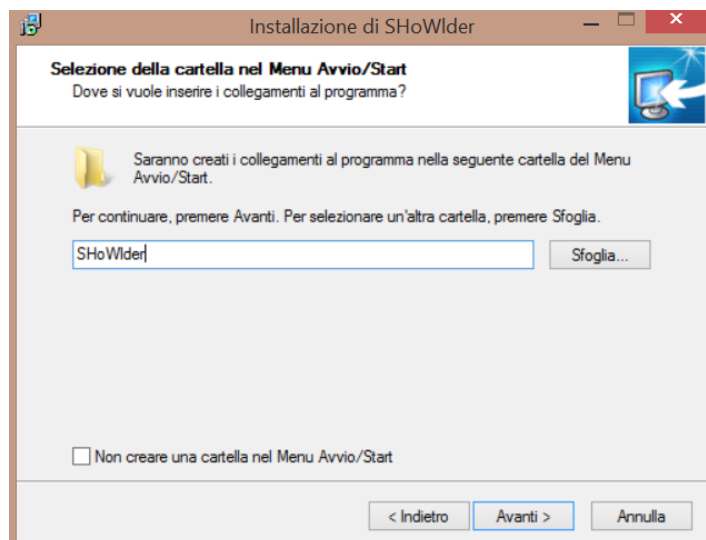 Installazione di SHoWIder
Selezione della cartella nel Menu Avvio/Start
Dove si vuole inserire i collegamenti al programma?
Saranno creati i collegamenti al programma nella seguente cartella del Menu
Avvio/Start.
Per continuare, premere Avanti. Per selezionare un'altra cartella, premere Sfoglia.
SHoWIder
Sfoglia...
Non creare una cartella nel Menu Avvio/Start
< Indietro
Avanti >
Annulla